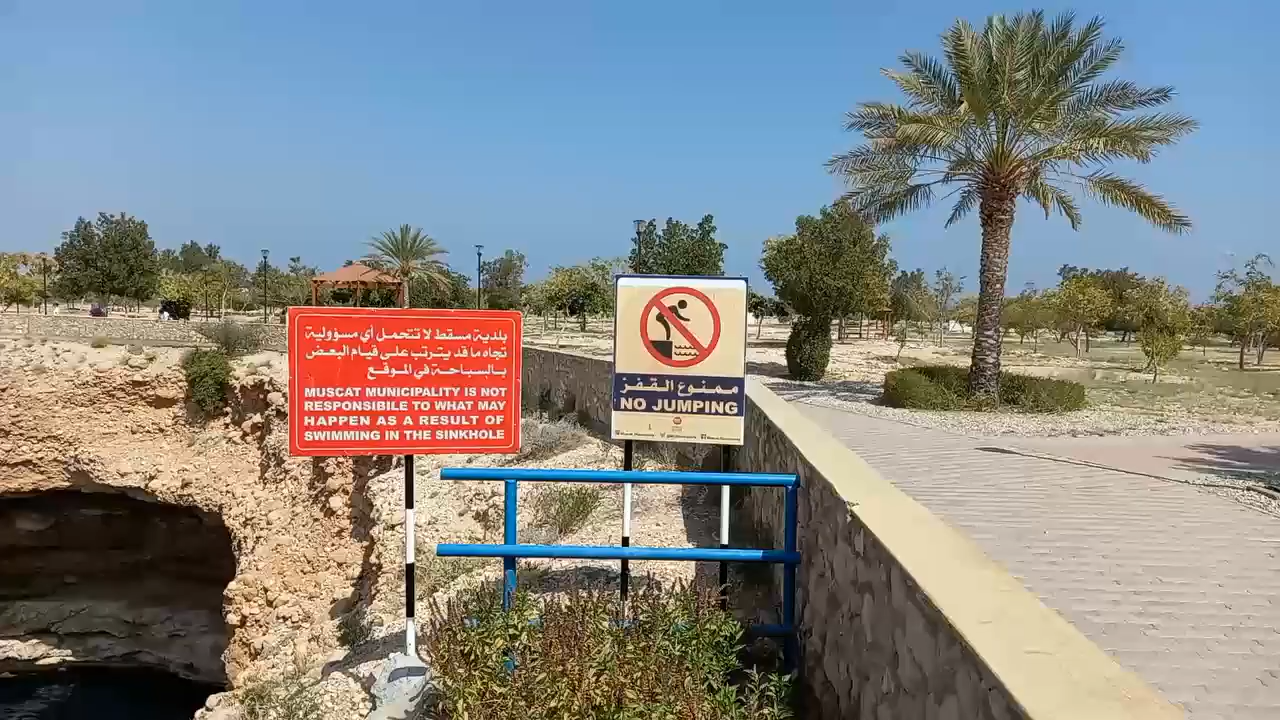 بلدية مسقط لا تتحمل أي مسؤولية
تجاه ما قد يترتب على قيام البعض
بالسباحة في الموقع
MUSCAT MUNICIPALITY IS NOT
RESPONSIBILE TO WHAT MAY
HAPPEN AS A RESULT OF
SWIMMING IN THE SINKHOLE
ممنوع القفز
NO JUMPING